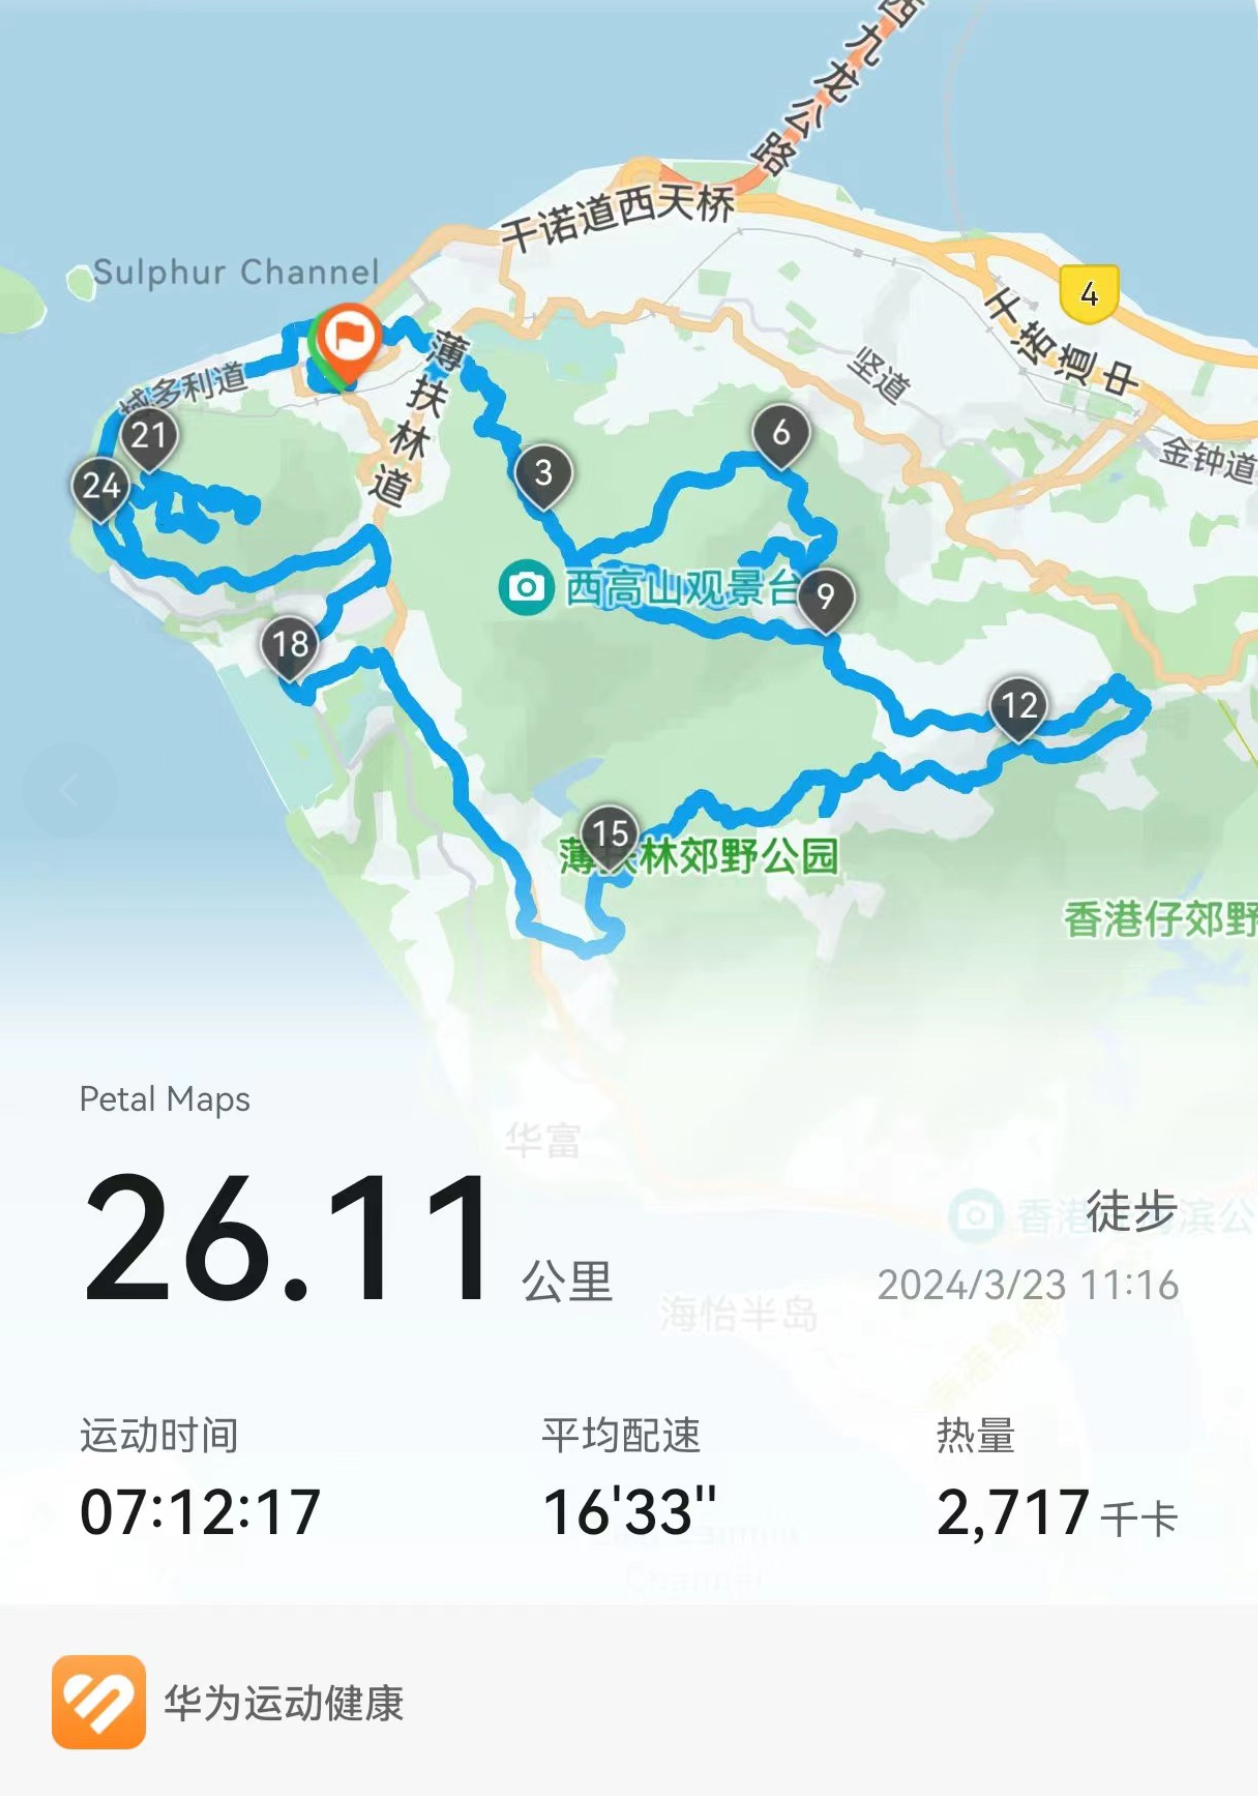 西九龙公路
干诺道西天桥
Sulphur Channel
4
干诺道中
坚道
金钟道
薄扶林道
域多利道
21
24
6
3
西高山观景台
9
18
12
15
薄扶林郊野公园
香港仔郊野
Petal Maps
华富
26.11 公里
徒步
2024/3/23 11:16
海怡半岛
运动时间
平均配速
热量
07:12:17
16'33"
2,717 千卡
华为运动健康